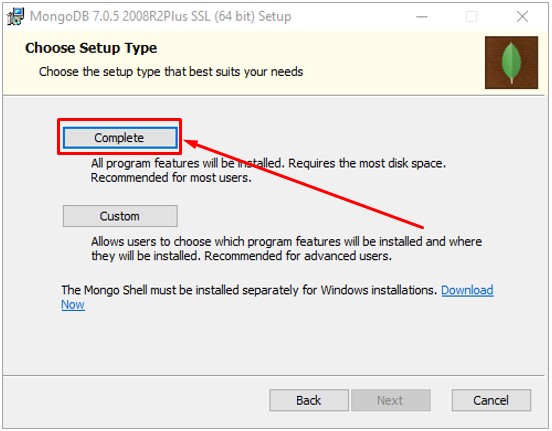 MongoDB 7.0.5 2008R2Plus SSL (64 bit) Setup
Choose Setup Type
Choose the setup type that best suits your needs
Complete
All program features will be installed. Requires the most disk space.
Recommended for most users.
Custom
Allows users to choose which program features will be installed and where
they will be installed. Recommended for advanced users.
The Mongo Shell must be installed separately for Windows installations. Download
Now
Back Next Cancel